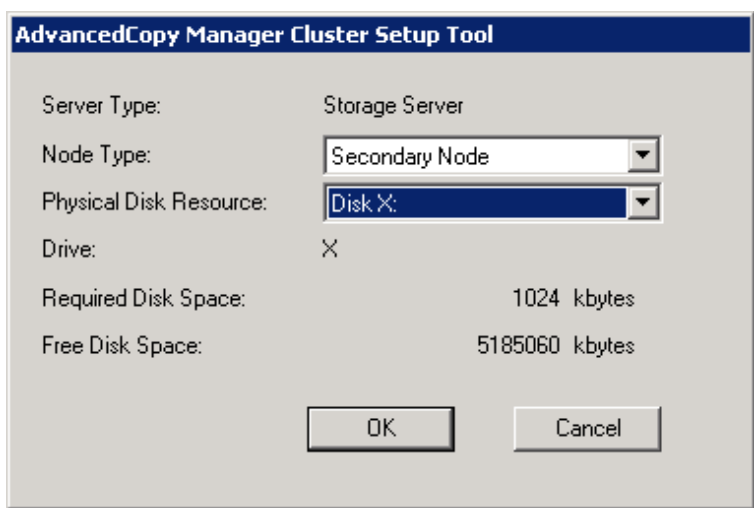 AdvancedCopy Manager Cluster Setup Tool
Server Type: Storage Server
Node Type: Secondary Node
Physical Disk Resource: Disk X:
Drive: X
Required Disk Space: 1024 kbytes
Free Disk Space: 5185060 kbytes
OK Cancel